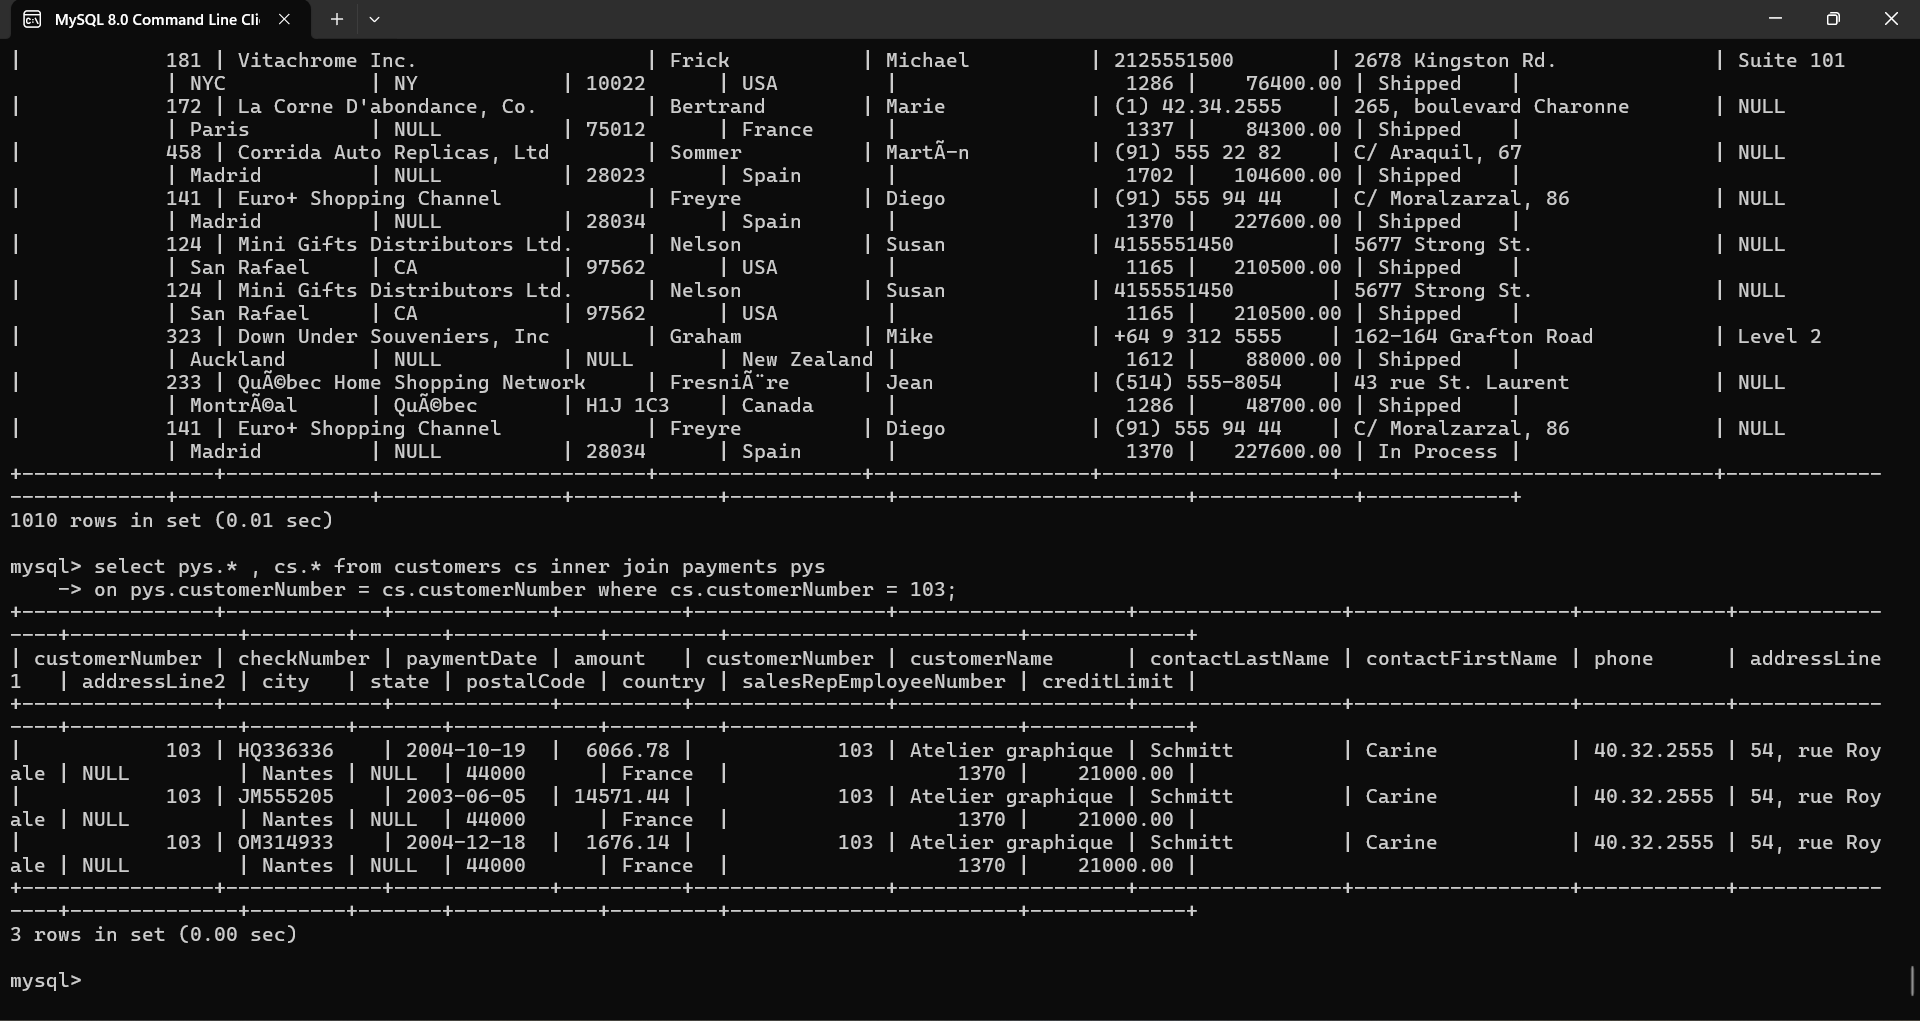 MySQL 8.0 Command Line Cli
| 181 | Vitachrome Inc. | Frick | Michael | 2125551500 | 2678 Kingston Rd. | Suite 101
| NYC | NY | 10022 | USA | 1286 | 76400.00 | Shipped |
| 172 | La Corne D'abondance, Co. | Bertrand | Marie | (1) 42.34.2555 | 265, boulevard Charonne | NULL
| Paris | NULL | 75012 | France | 1337 | 84300.00 | Shipped |
| 458 | Corrida Auto Replicas, Ltd | Sommer | MartÃ-n | (91) 555 22 82 | C/ Araquil, 67 | NULL
| Madrid | NULL | 28023 | Spain | 1702 | 104600.00 | Shipped |
| 141 | Euro+ Shopping Channel | Freyre | Diego | (91) 555 94 44 | C/ Moralzarzal, 86 | NULL
| Madrid | NULL | 28034 | Spain | 1370 | 227600.00 | Shipped |
| 124 | Mini Gifts Distributors Ltd. | Nelson | Susan | 4155551450 | 5677 Strong St. | NULL
| San Rafael | CA | 97562 | USA | 1165 | 210500.00 | Shipped |
| 124 | Mini Gifts Distributors Ltd. | Nelson | Susan | 4155551450 | 5677 Strong St. | NULL
| San Rafael | CA | 97562 | USA | 1165 | 210500.00 | Shipped |
| 323 | Down Under Souveniers, Inc | Graham | Mike | +64 9 312 5555 | 162-164 Grafton Road | Level 2
| Auckland | NULL | NULL | New Zealand | 1612 | 88000.00 | Shipped |
| 233 | QuÃ©bec Home Shopping Network | FresniÃ¨re | Jean | (514) 555-8054 | 43 rue St. Laurent | NULL
| MontrÃ©al | QuÃ©bec | H1J 1C3 | Canada | 1286 | 48700.00 | Shipped |
| 141 | Euro+ Shopping Channel | Freyre | Diego | (91) 555 94 44 | C/ Moralzarzal, 86 | NULL
| Madrid | NULL | 28034 | Spain | 1370 | 227600.00 | In Process |
1010 rows in set (0.01 sec)
mysql> select pys.* , cs.* from customers cs inner join payments pys
-> on pys.customerNumber = cs.customerNumber where cs.customerNumber = 103;
| customerNumber | checkNumber | paymentDate | amount | customerNumber | customerName | contactLastName | contactFirstName | phone | addressLine
1 | addressLine2 | city | state | postalCode | country | salesRepEmployeeNumber | creditLimit |
| 103 | HQ336336 | 2004-10-19 | 6066.78 | 103 | Atelier graphique | Schmitt | Carine | 40.32.2555 | 54, rue Roy
ale | NULL | Nantes | NULL | 44000 | France | 1370 | 21000.00 |
| 103 | JM555205 | 2003-06-05 | 14571.44 | 103 | Atelier graphique | Schmitt | Carine | 40.32.2555 | 54, rue Roy
ale | NULL | Nantes | NULL | 44000 | France | 1370 | 21000.00 |
| 103 | OM314933 | 2004-12-18 | 1676.14 | 103 | Atelier graphique | Schmitt | Carine | 40.32.2555 | 54, rue Roy
ale | NULL | Nantes | NULL | 44000 | France | 1370 | 21000.00 |
3 rows in set (0.00 sec)
mysql>